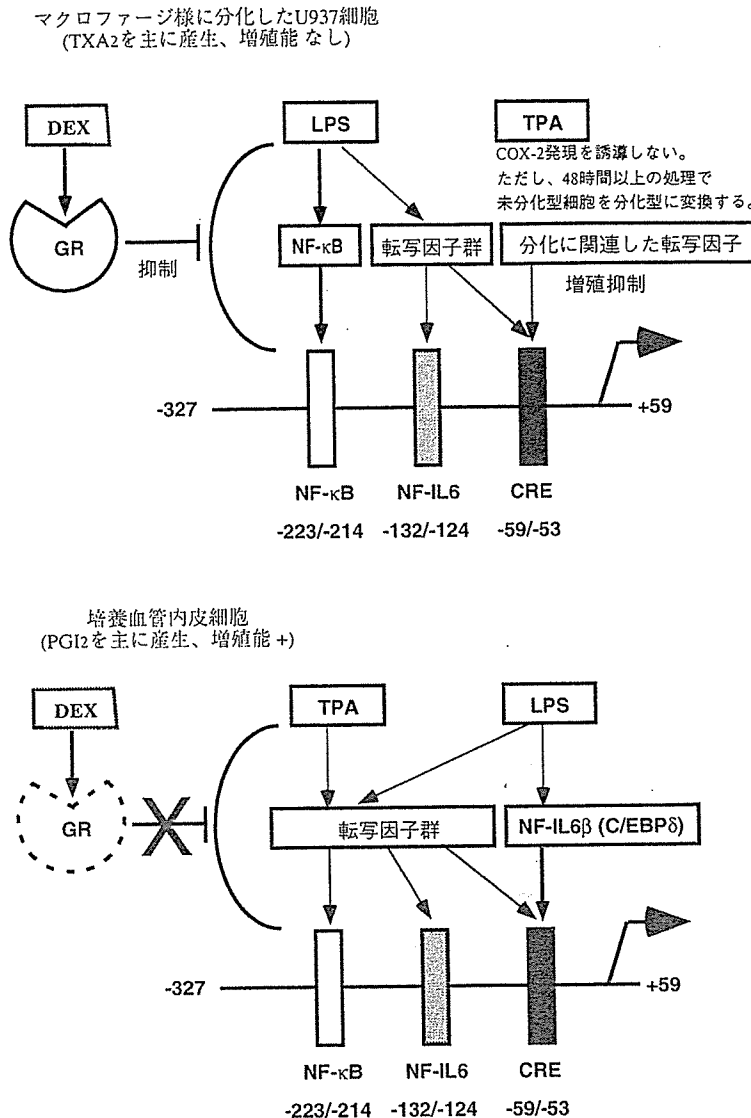 マクロファージ様に分化したU937細胞
(TXA2を主に産生、増殖能 なし)
DEX
LPS
TPA
COX-2発現を誘導しない。
ただし、48時間以上の処理で
未分化型細胞を分化型に変換する。
GR
抑制
NF-κB
転写因子群
分化に関連した転写因子
増殖抑制
-327
+59
NF-κB
NF-IL6
CRE
-223/-214
-132/-124
-59/-53
培養血管内皮細胞
(PGI2を主に産生、増殖能 +)
DEX
TPA
LPS
GR
転写因子群
NF-IL6β (C/EBPδ)
-327
+59
NF-κB
NF-IL6
CRE
-223/-214
-132/-124
-59/-53